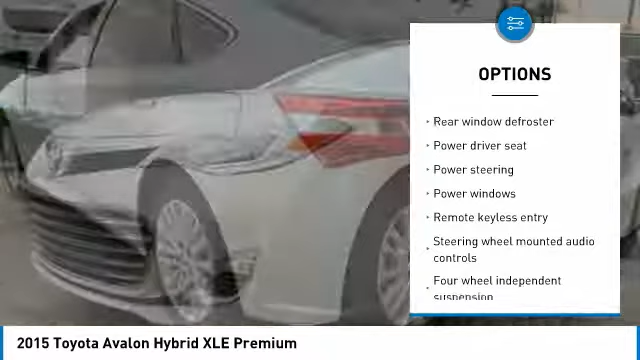 OPTIONS
· Rear window defroster
· Power driver seat
· Power steering
· Power windows
· Remote keyless entry
· Steering wheel mounted audio
controls
· Four wheel independent
suspension
2015 Toyota Avalon Hybrid XLE Premium